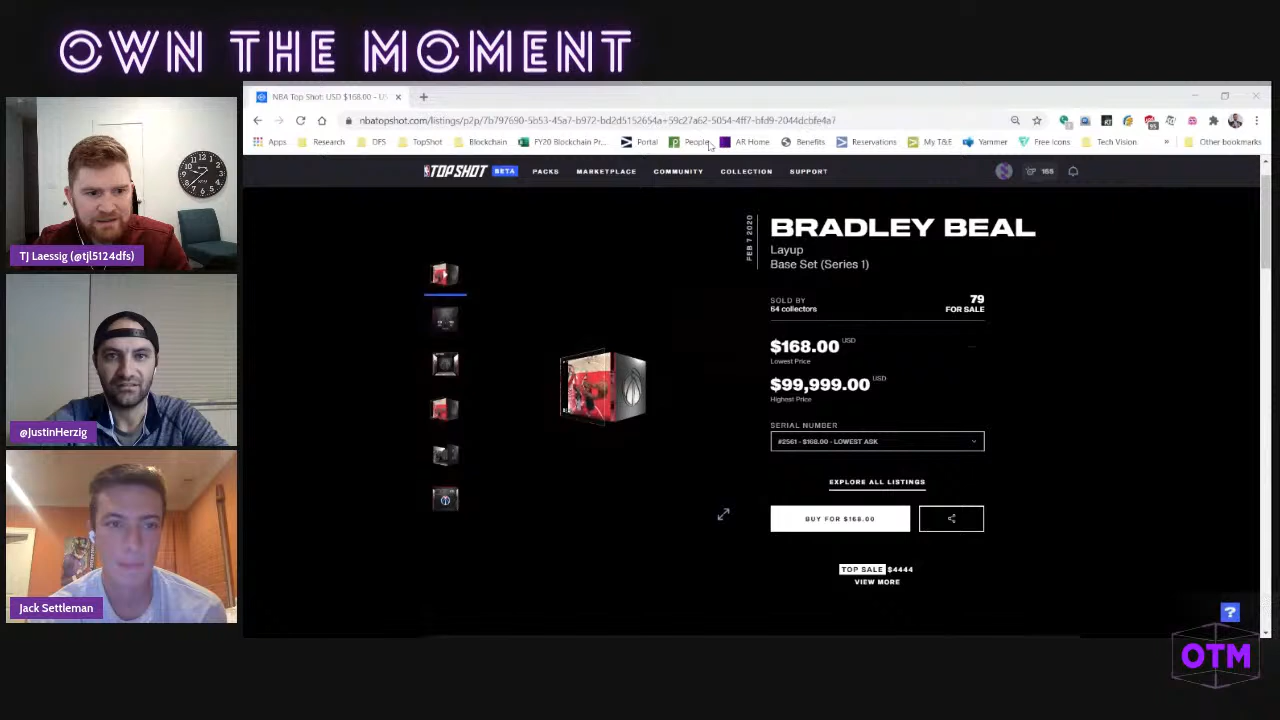 OWN THE MOMENT
NBA Top Shot: USD $168.00 - US
nbatopshot.com/listings/p2p/7b797690-5b53-45a7-b972-bd2d5152654a+59c27a62-5054-4ff7-bfd9-2044dcbfe4a7
Apps Research DFS TopShot Blockchain FY20 Blockchain Pr... Portal People AR Home Benefits Reservations My T&E Yammer Free Icons Tech Vision » Other bookmarks
TOP SHOT BETA PACKS MARKETPLACE COMMUNITY COLLECTION SUPPORT 168
FEB 7 2020
BRADLEY BEAL
Layup
Base Set (Series 1)
TJ Laessig (@tjl5124dfs)
SOLD BY 79
64 collectors FOR SALE
$168.00 USD
Lowest Price
$99,999.00 USD
Highest Price
@JustinHerzig
SERIAL NUMBER
#2561 - $168.00 - LOWEST ASK
EXPLORE ALL LISTINGS
BUY FOR $168.00
TOP SALE $4444
VIEW MORE
Jack Settleman
?
OTM